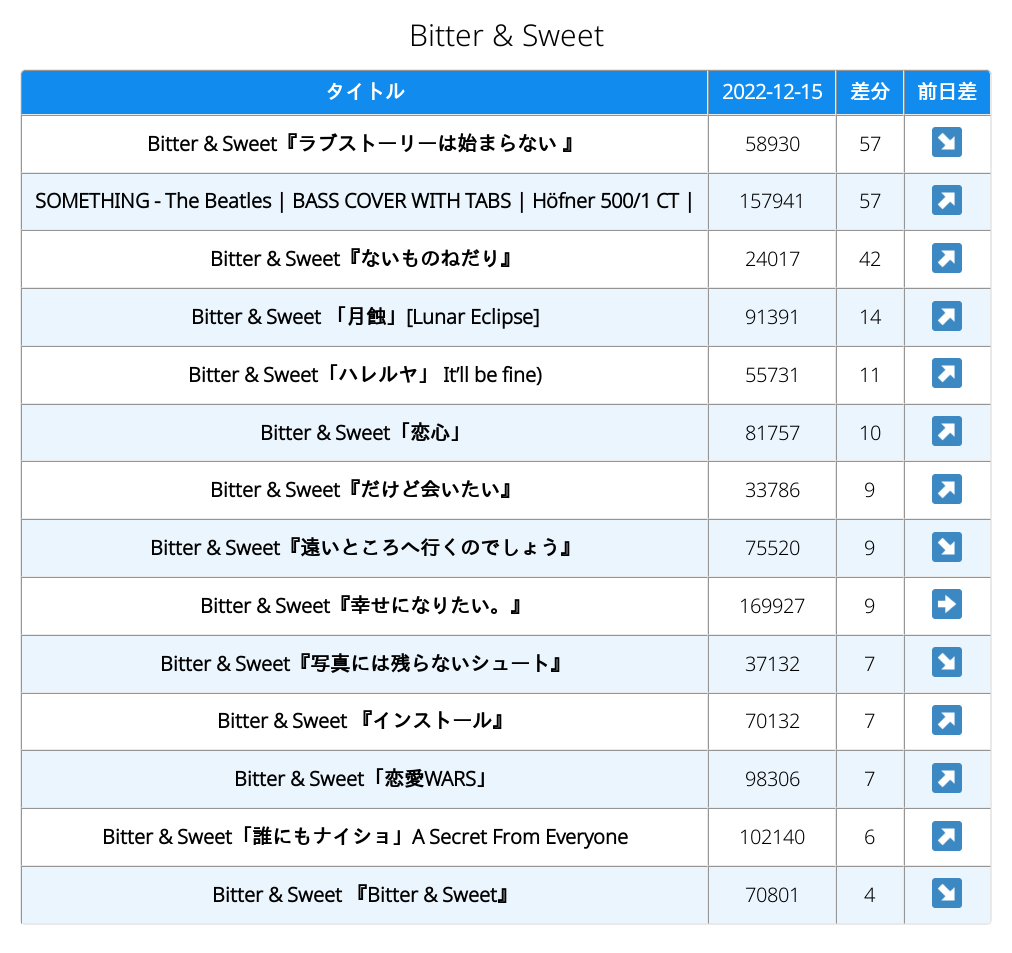 Bitter & Sweet
タイトル 2022-12-15 差分 前日差
Bitter & Sweet『ラブストーリーは始まらない 』 58930 57 ↘
SOMETHING - The Beatles | BASS COVER WITH TABS | Höfner 500/1 CT | 157941 57 ↗
Bitter & Sweet『ないものねだり』 24017 42 ↗
Bitter & Sweet 「月蝕」[Lunar Eclipse] 91391 14 ↗
Bitter & Sweet「ハレルヤ」 It’ll be fine) 55731 11 ↗
Bitter & Sweet「恋心」 81757 10 ↗
Bitter & Sweet『だけど会いたい』 33786 9 ↗
Bitter & Sweet『遠いところへ行くのでしょう』 75520 9 ↘
Bitter & Sweet『幸せになりたい。』 169927 9 ➡
Bitter & Sweet『写真には残らないシュート』 37132 7 ↘
Bitter & Sweet 『インストール』 70132 7 ↗
Bitter & Sweet「恋愛WARS」 98306 7 ↗
Bitter & Sweet「誰にもナイショ」A Secret From Everyone 102140 6 ↗
Bitter & Sweet 『Bitter & Sweet』 70801 4 ↘